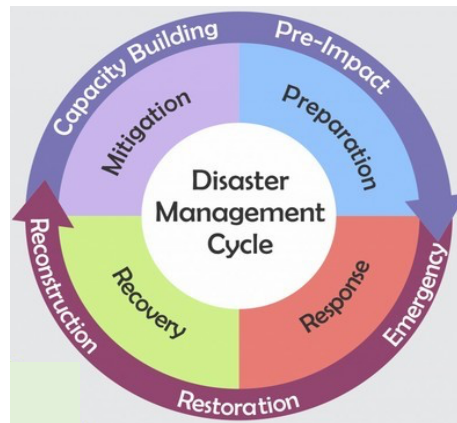 Capacity Building
Pre-Impact
Mitigation
Preparation
Disaster
Management
Cycle
Reconstruction
Recovery
Response
Emergency
Restoration